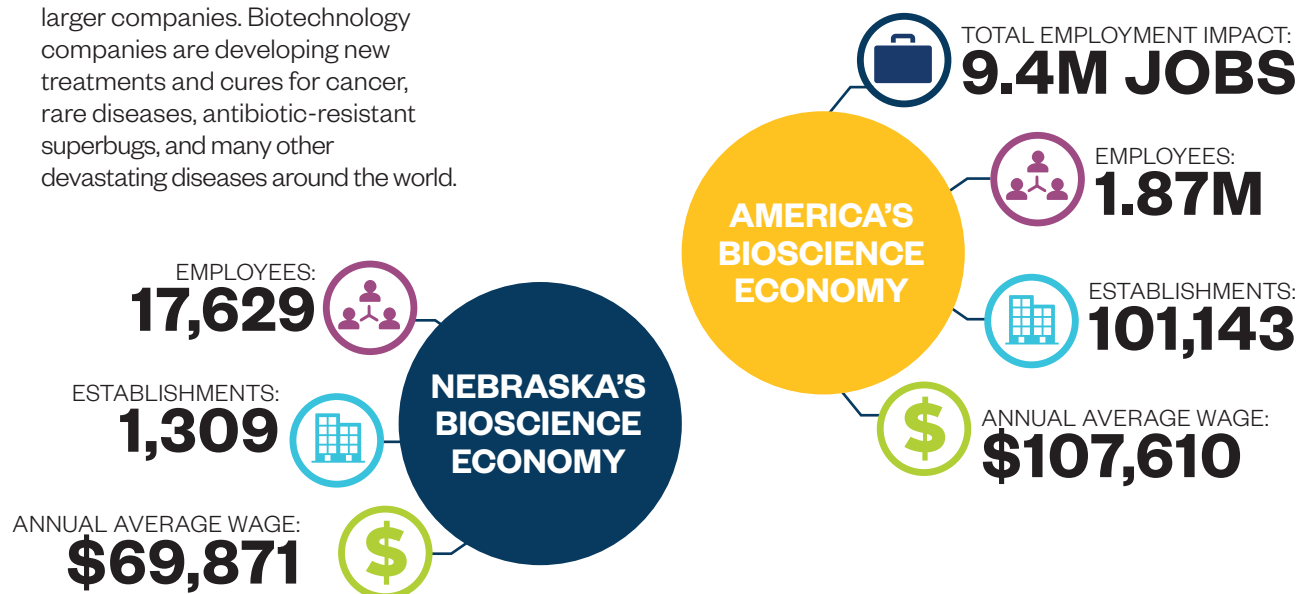 larger companies. Biotechnology
companies are developing new
treatments and cures for cancer,
rare diseases, antibiotic-resistant
superbugs, and many other
devastating diseases around the world.
EMPLOYEES:
17,629
ESTABLISHMENTS:
1,309
ANNUAL AVERAGE WAGE:
$69,871
NEBRASKA'S
BIOSCIENCE
ECONOMY
AMERICA'S
BIOSCIENCE
ECONOMY
TOTAL EMPLOYMENT IMPACT:
9.4M JOBS
EMPLOYEES:
1.87M
ESTABLISHMENTS:
101,143
ANNUAL AVERAGE WAGE:
$107,610